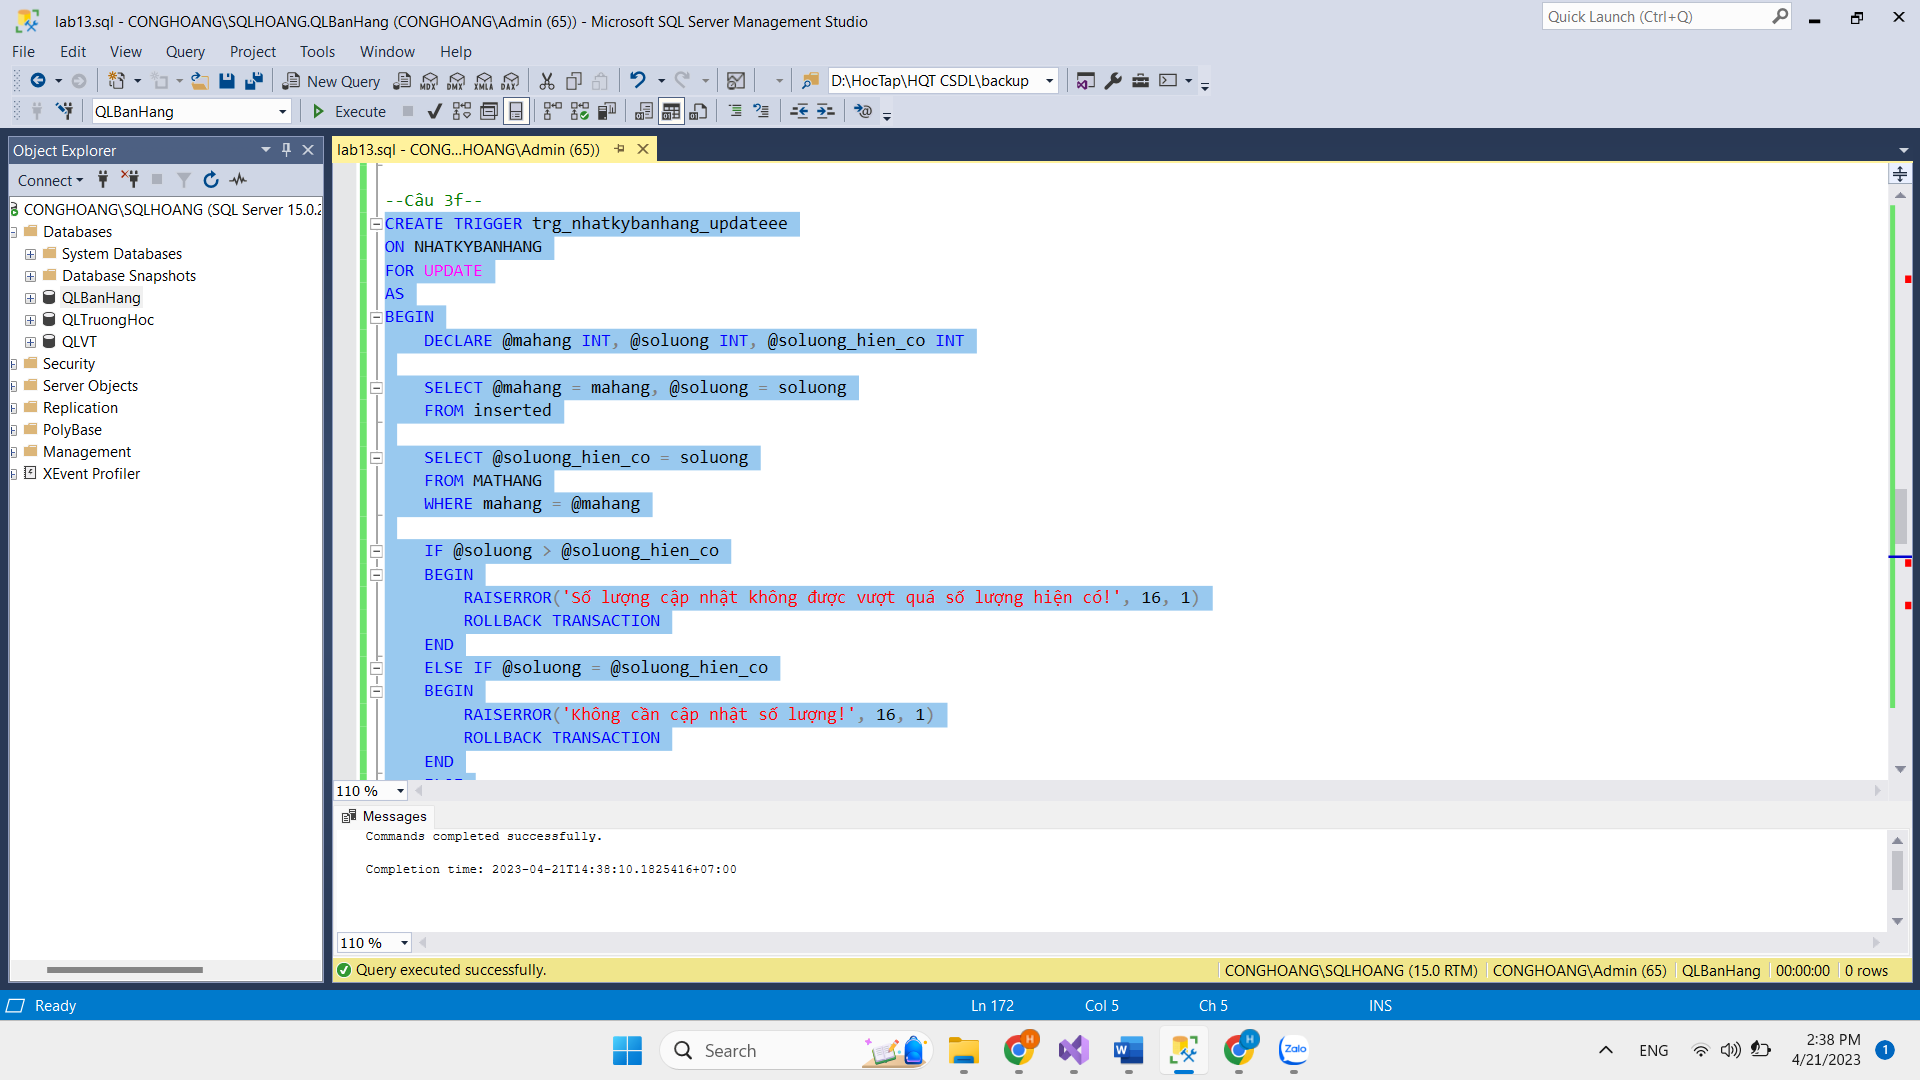 lab13.sql - CONGHOANG\SQLHOANG.QLBanHang (CONGHOANG\Admin (65)) - Microsoft SQL Server Management Studio
Quick Launch (Ctrl+Q)
File Edit View Query Project Tools Window Help
New Query
MDX DMX XMLA DAX
D:\HocTap\HQT CSDL\backup
QLBanHang
Execute
Object Explorer
Connect
CONGHOANG\SQLHOANG (SQL Server 15.0.2
Databases
System Databases
Database Snapshots
QLBanHang
QLTruongHoc
QLVT
Security
Server Objects
Replication
PolyBase
Management
XEvent Profiler
lab13.sql - CONG...HOANG\Admin (65))
--Câu 3f--
CREATE TRIGGER trg_nhatkybanhang_updateee
ON NHATKYBANHANG
FOR UPDATE
AS
BEGIN
DECLARE @mahang INT, @soluong INT, @soluong_hien_co INT
SELECT @mahang = mahang, @soluong = soluong
FROM inserted
SELECT @soluong_hien_co = soluong
FROM MATHANG
WHERE mahang = @mahang
IF @soluong > @soluong_hien_co
BEGIN
RAISERROR('Số lượng cập nhật không được vượt quá số lượng hiện có!', 16, 1)
ROLLBACK TRANSACTION
END
ELSE IF @soluong = @soluong_hien_co
BEGIN
RAISERROR('Không cần cập nhật số lượng!', 16, 1)
ROLLBACK TRANSACTION
END
110 %
Messages
Commands completed successfully.
Completion time: 2023-04-21T14:38:10.1825416+07:00
110 %
Query executed successfully.
CONGHOANG\SQLHOANG (15.0 RTM) CONGHOANG\Admin (65) QLBanHang 00:00:00 0 rows
Ready
Ln 172 Col 5 Ch 5 INS
Search
H
W
H
Zalo
ENG
2:38 PM
4/21/2023
1